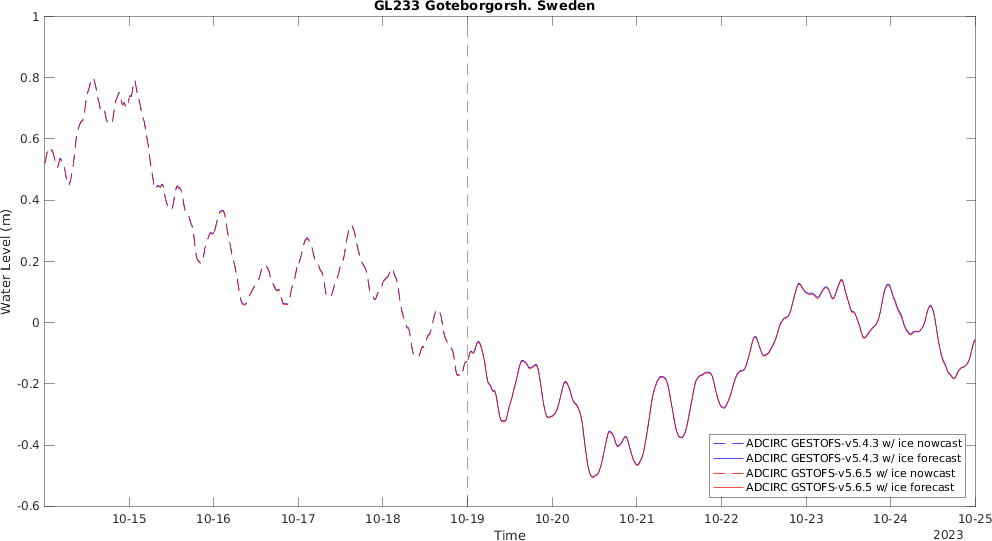 GL233 Goteborgorsh. Sweden
1
0.8
0.6
0.4
0.2
0
-0.2
-0.4
-0.6
Water Level (m)
ADCIRC GESTOFS-v5.4.3 w/ ice nowcast
ADCIRC GESTOFS-v5.4.3 w/ ice forecast
ADCIRC GSTOFS-v5.6.5 w/ ice nowcast
ADCIRC GSTOFS-v5.6.5 w/ ice forecast
10-15 10-16 10-17 10-18 10-19 10-20 10-21 10-22 10-23 10-24 10-25
Time
2023